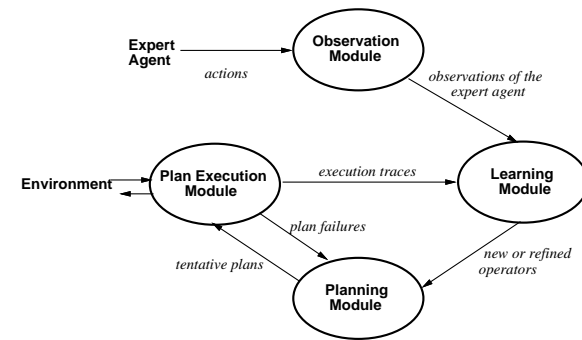 Expert
Agent
actions
Observation
Module
observations of the
expert agent
Environment
Plan Execution
Module
execution traces
Learning
Module
plan failures
tentative plans
new or refined
operators
Planning
Module